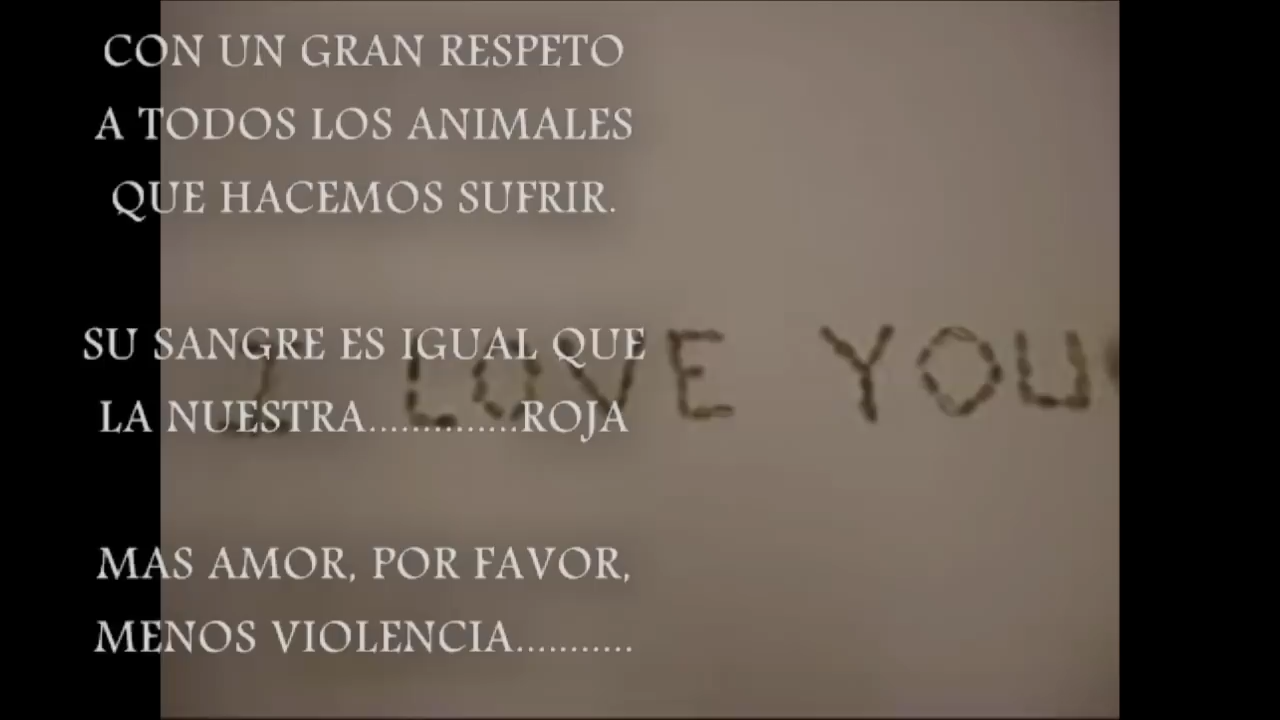 CON UN GRAN RESPETO
A TODOS LOS ANIMALES
QUE HACEMOS SUFRIR.
SU SANGRE ES IGUAL QUE
LA NUESTRA..............ROJA
MAS AMOR, POR FAVOR,
MENOS VIOLENCIA...........
I LOVE YOU